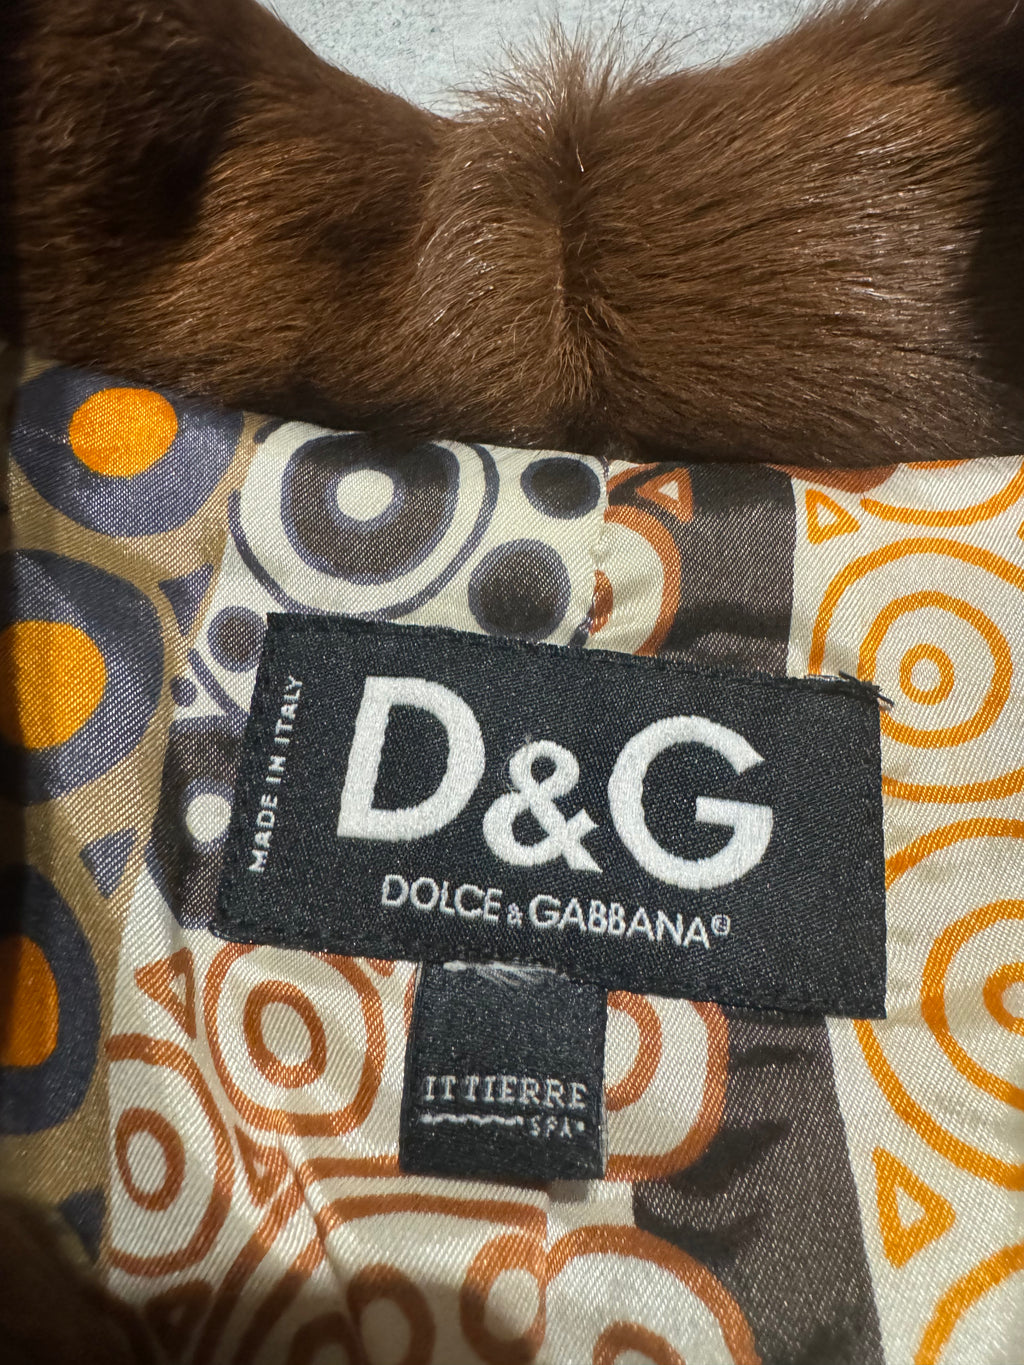 MADE IN ITALY
D&G
DOLCE & GABBANA®
ITTIERRE
SPA®